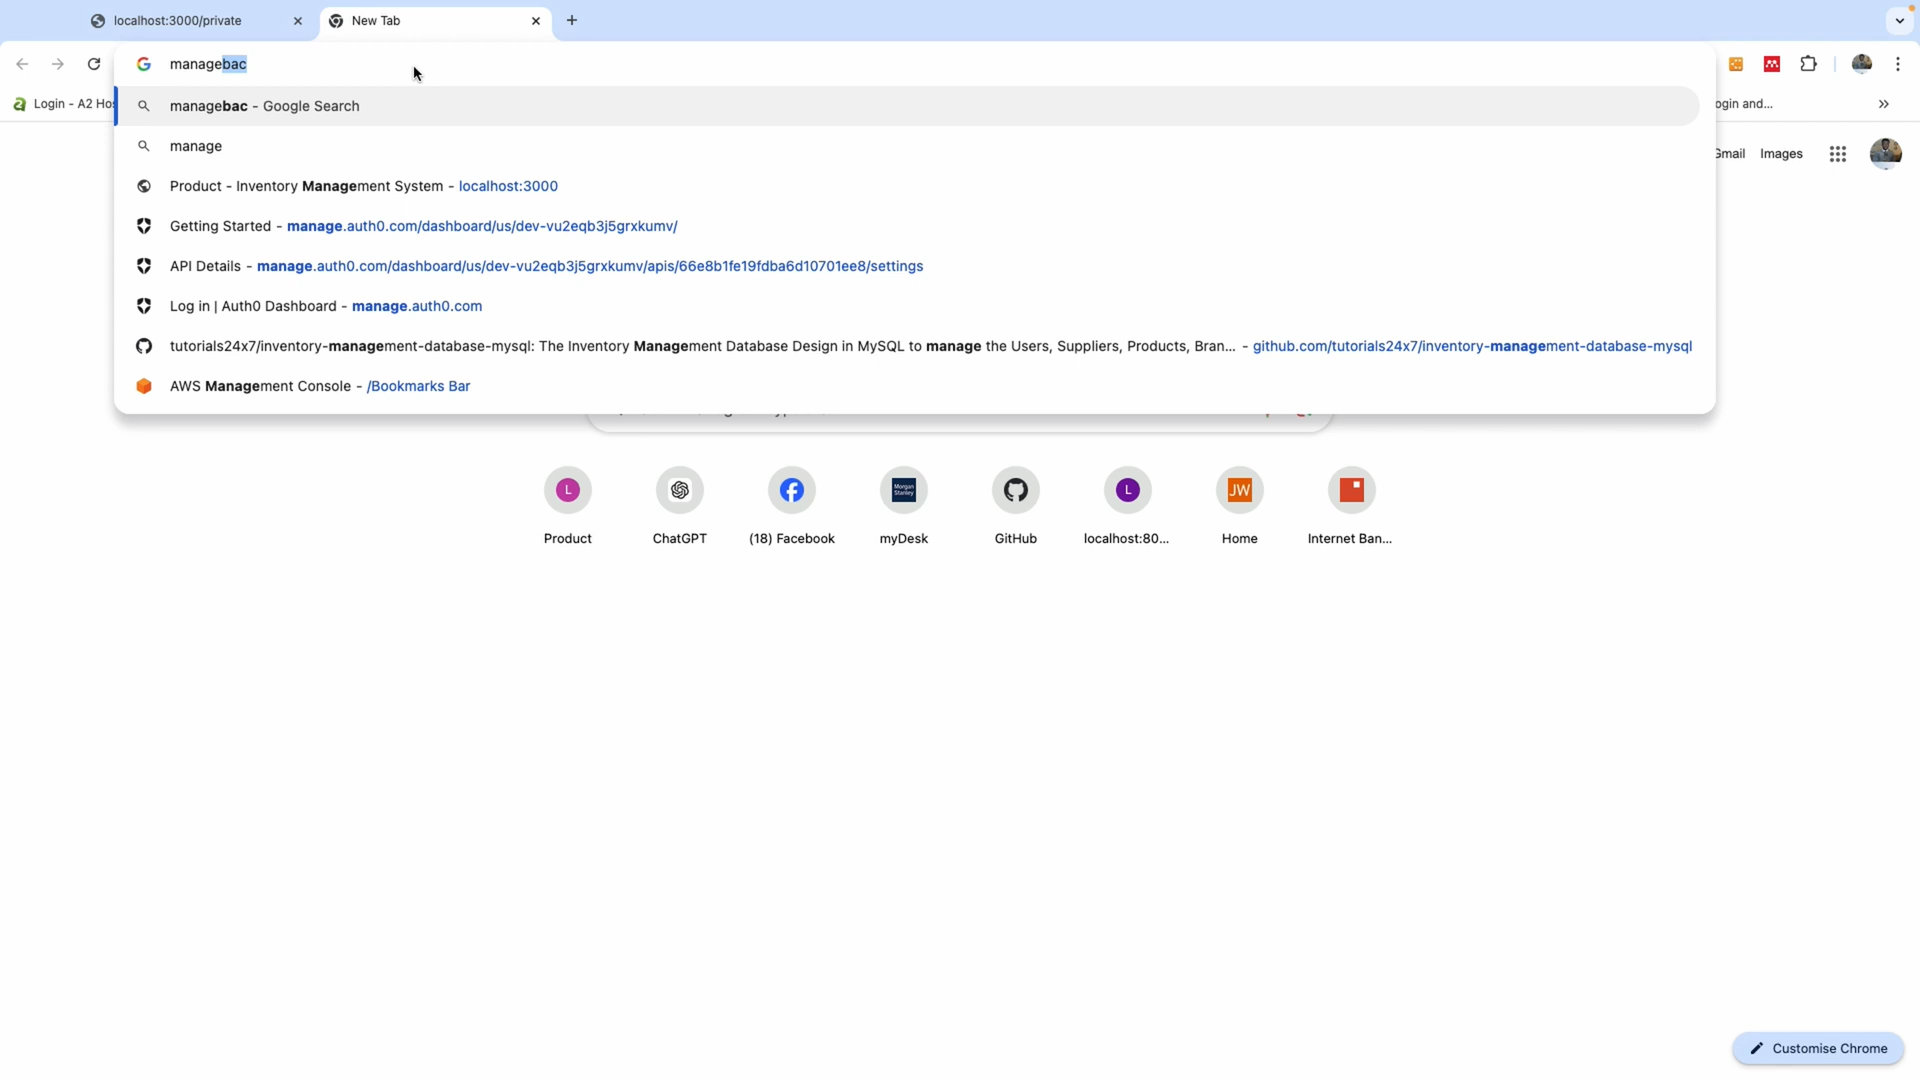 localhost:3000/private
New Tab
managebac
Login - A2 Hos
ogin and...
managebac - Google Search
manage
Gmail Images
Product - Inventory Management System - localhost:3000
Getting Started - manage.auth0.com/dashboard/us/dev-vu2eqb3j5grxkumv/
API Details - manage.auth0.com/dashboard/us/dev-vu2eqb3j5grxkumv/apis/66e8b1fe19fdba6d10701ee8/settings
Log in | Auth0 Dashboard - manage.auth0.com
tutorials24x7/inventory-management-database-mysql: The Inventory Management Database Design in MySQL to manage the Users, Suppliers, Products, Bran... - github.com/tutorials24x7/inventory-management-database-mysql
AWS Management Console - /Bookmarks Bar
L
Morgan Stanley
L
JW
Product
ChatGPT
(18) Facebook
myDesk
GitHub
localhost:80...
Home
Internet Ban...
Customise Chrome